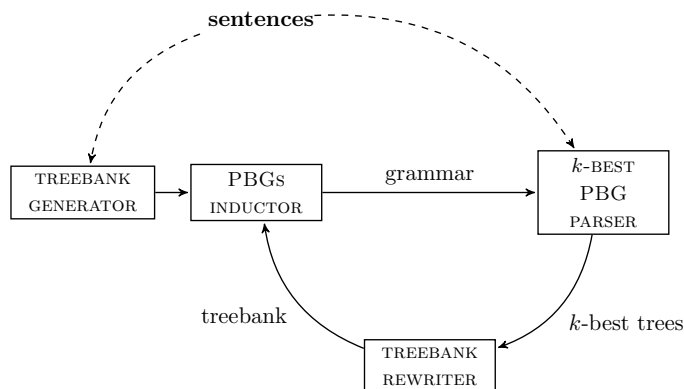 sentences
TREEBANK
GENERATOR
PBGs
INDUCTOR
grammar
k-BEST
PBG
PARSER
treebank
k-best trees
TREEBANK
REWRITER